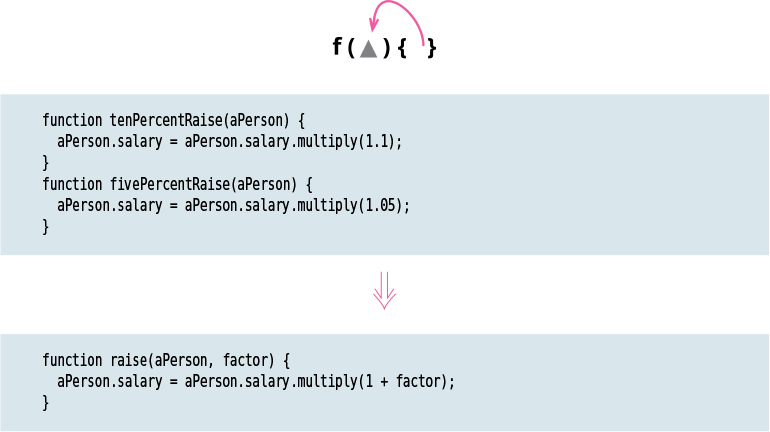 f(▲){ }
function tenPercentRaise(aPerson) {
  aPerson.salary = aPerson.salary.multiply(1.1);
}
function fivePercentRaise(aPerson) {
  aPerson.salary = aPerson.salary.multiply(1.05);
}
function raise(aPerson, factor) {
  aPerson.salary = aPerson.salary.multiply(1 + factor);
}